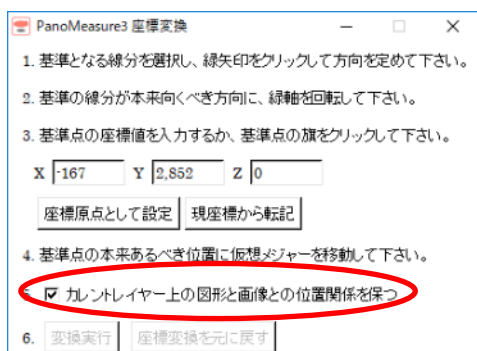 PanoMeasure3 座標変換
1. 基準となる線分を選択し、緑矢印をクリックして方向を定めて下さい。
2. 基準の線分が本来向くべき方向に、緑軸を回転して下さい。
3. 基準点の座標値を入力するか、基準点の旗をクリックして下さい。
X -167 Y 2,852 Z 0
座標原点として設定 現座標から転記
4. 基準点の本来あるべき位置に仮想メジャーを移動して下さい。
カレントレイヤー上の図形と画像との位置関係を保つ
6. 変換実行 座標変換を元に戻す